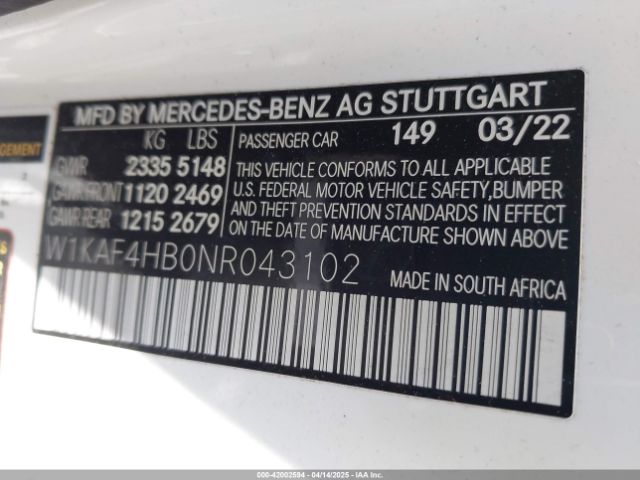 MFD BY MERCEDES-BENZ AG STUTTGART
KG LBS
PASSENGER CAR 149 03/22
GVWR 2335 5148
GAWR FRONT 1120 2469
GAWR REAR 1215 2679
THIS VEHICLE CONFORMS TO ALL APPLICABLE
U.S. FEDERAL MOTOR VEHICLE SAFETY, BUMPER
AND THEFT PREVENTION STANDARDS IN EFFECT
ON THE DATE OF MANUFACTURE SHOWN ABOVE.
W1KAF4HB0NR043102
MADE IN SOUTH AFRICA
000-42002594 - 04/14/2025 - IAAI.COM